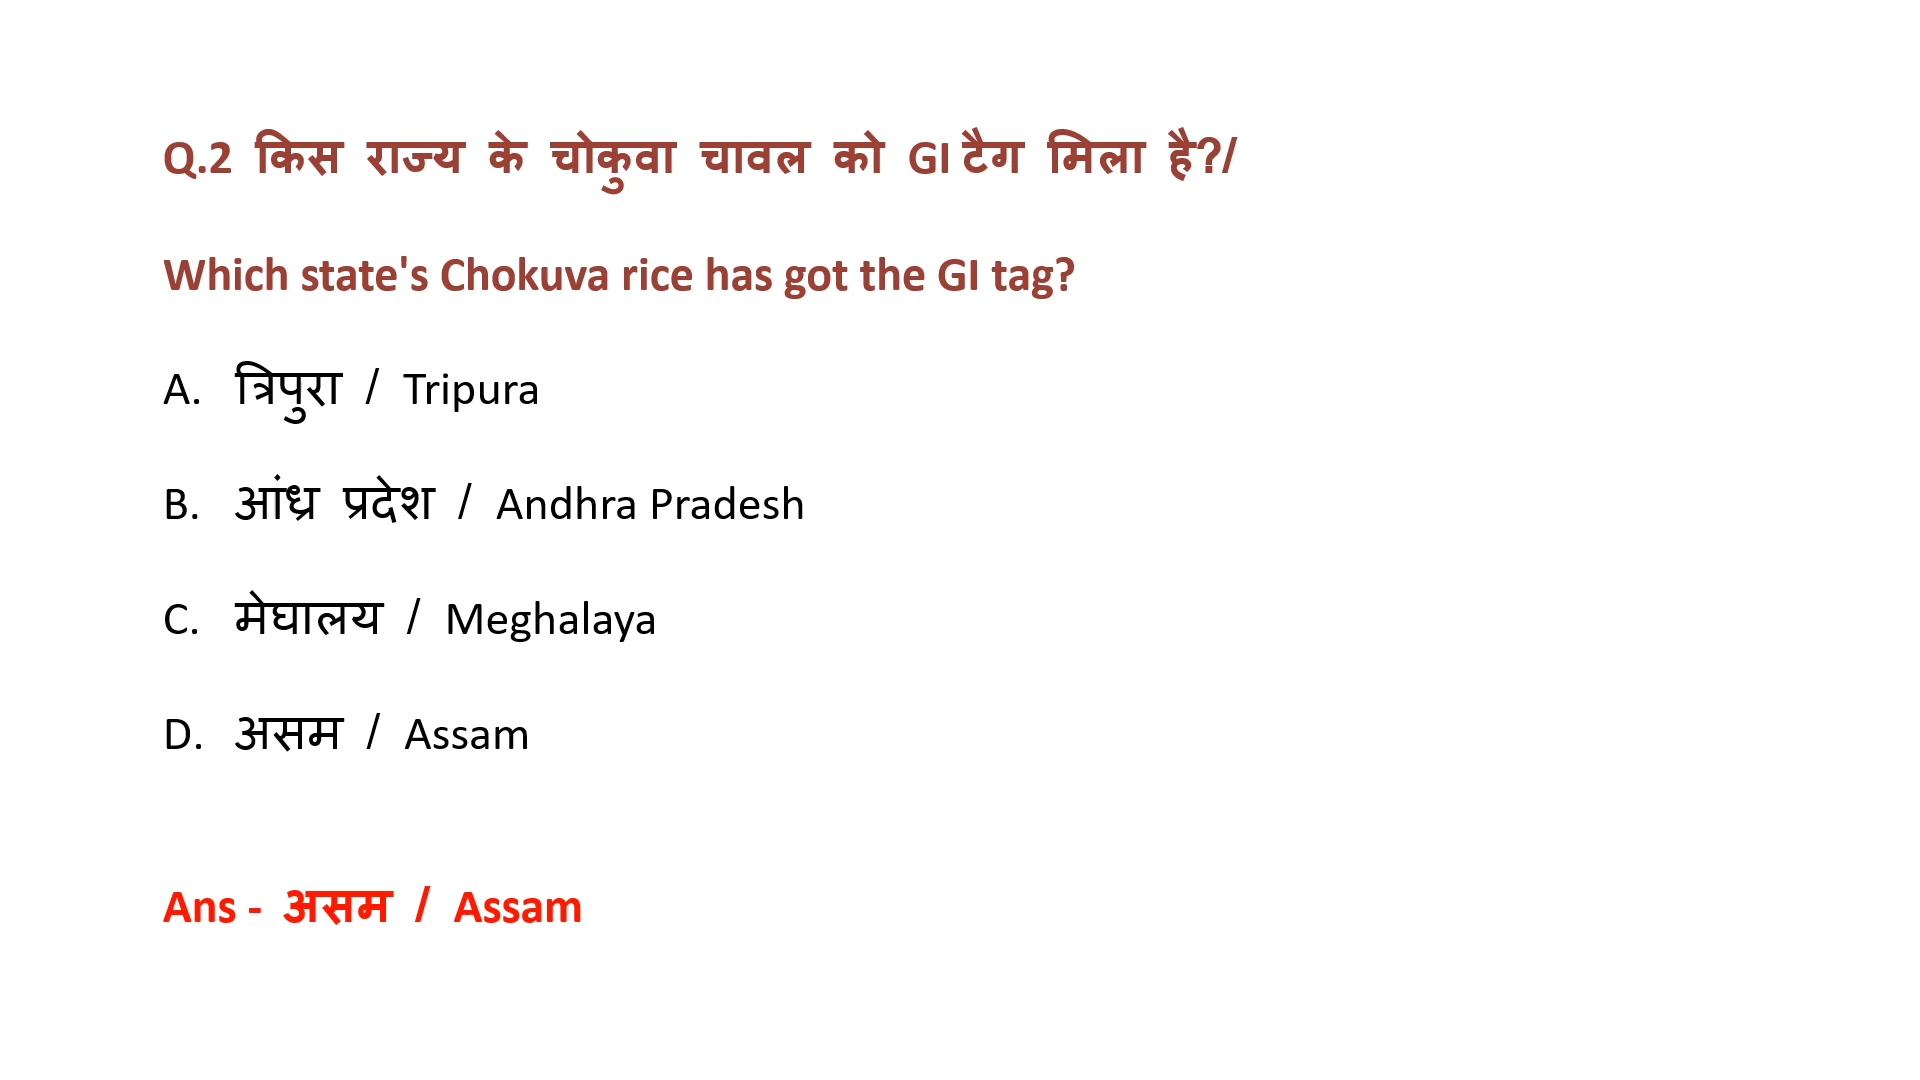 Q.2 किस राज्य के चोकुवा चावल को GI टैग मिला है?/
Which state's Chokuva rice has got the GI tag?
A. त्रिपुरा / Tripura
B. आंध्र प्रदेश / Andhra Pradesh
C. मेघालय / Meghalaya
D. असम / Assam
Ans - असम / Assam